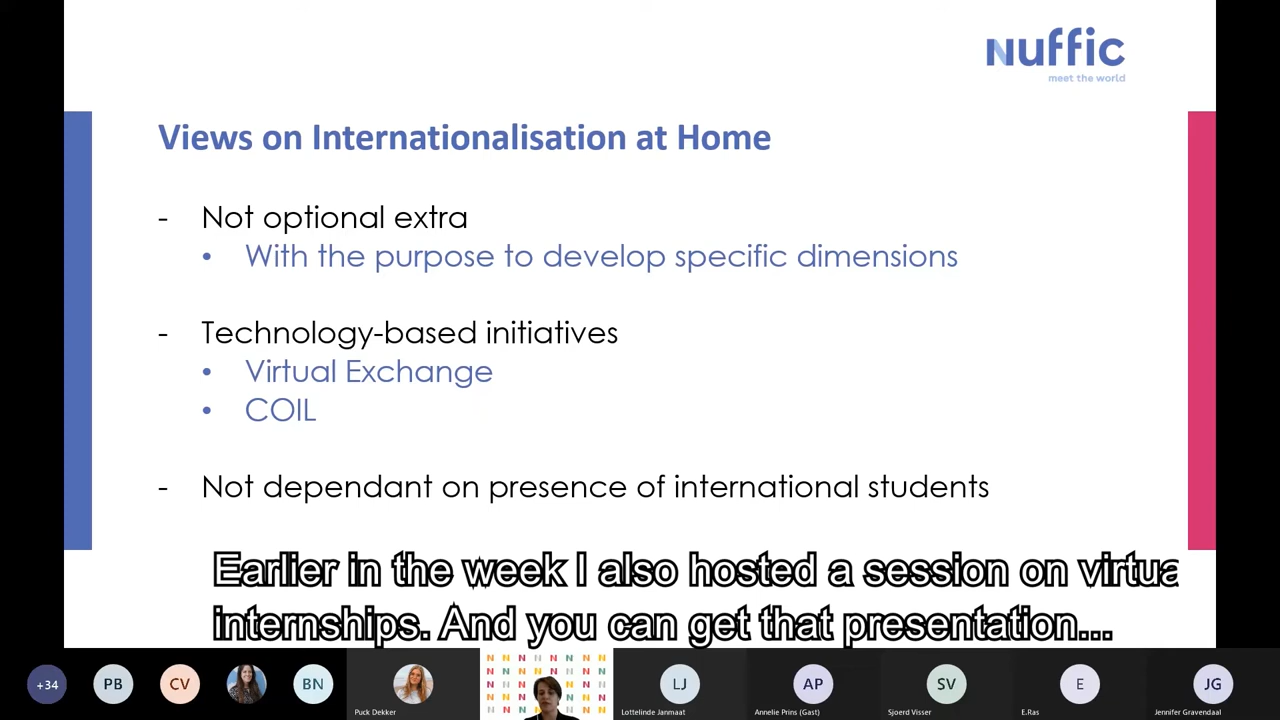 Nuffic
meet the world
Views on Internationalisation at Home
- Not optional extra
• With the purpose to develop specific dimensions
- Technology-based initiatives
• Virtual Exchange
• COIL
- Not dependant on presence of international students
Earlier in the week I also hosted a session on virtua
internships. And you can get that presentation...
+34
PB
CV
BN
Puck Dekker
LJ
Lottelinde Janmaat
AP
Annelie Prins (Gast)
SV
Sjoerd Visser
E
E.Ras
JG
Jennifer Gravendaal